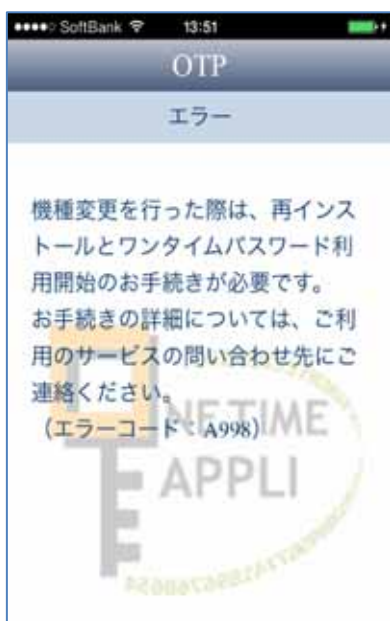 SoftBank 13:51
OTP
エラー
機種変更を行った際は、再インス
トールとワンタイムパスワード利
用開始のお手続きが必要です。
お手続きの詳細については、ご利
用のサービスの問い合わせ先にご
連絡ください。
（エラーコード：A998）
NE TIME
APPLI